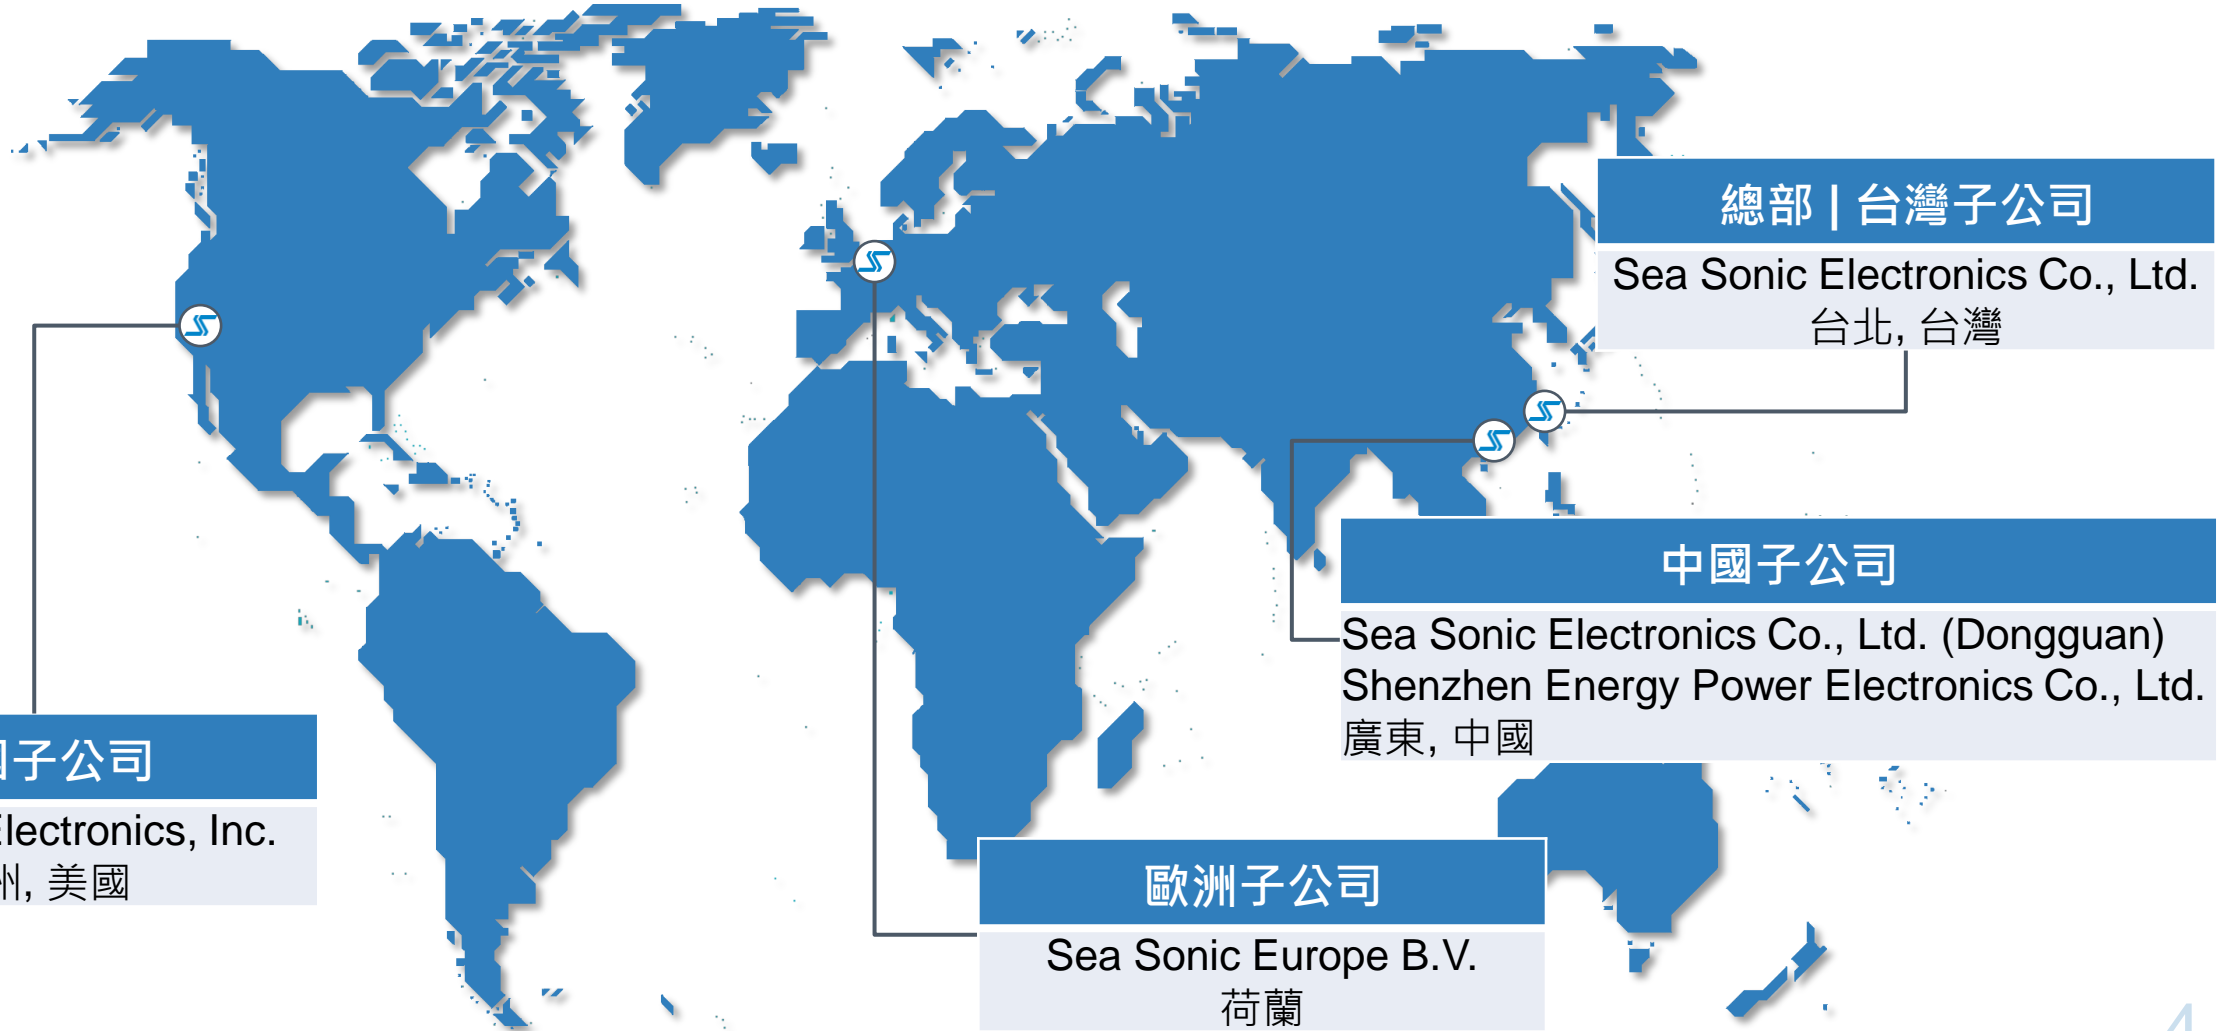 總部 | 台灣子公司
Sea Sonic Electronics Co., Ltd.
台北, 台灣
中國子公司
Sea Sonic Electronics Co., Ltd. (Dongguan)
Shenzhen Energy Power Electronics Co., Ltd.
廣東, 中國
子公司
Electronics, Inc.
州, 美國
歐洲子公司
Sea Sonic Europe B.V.
荷蘭
4